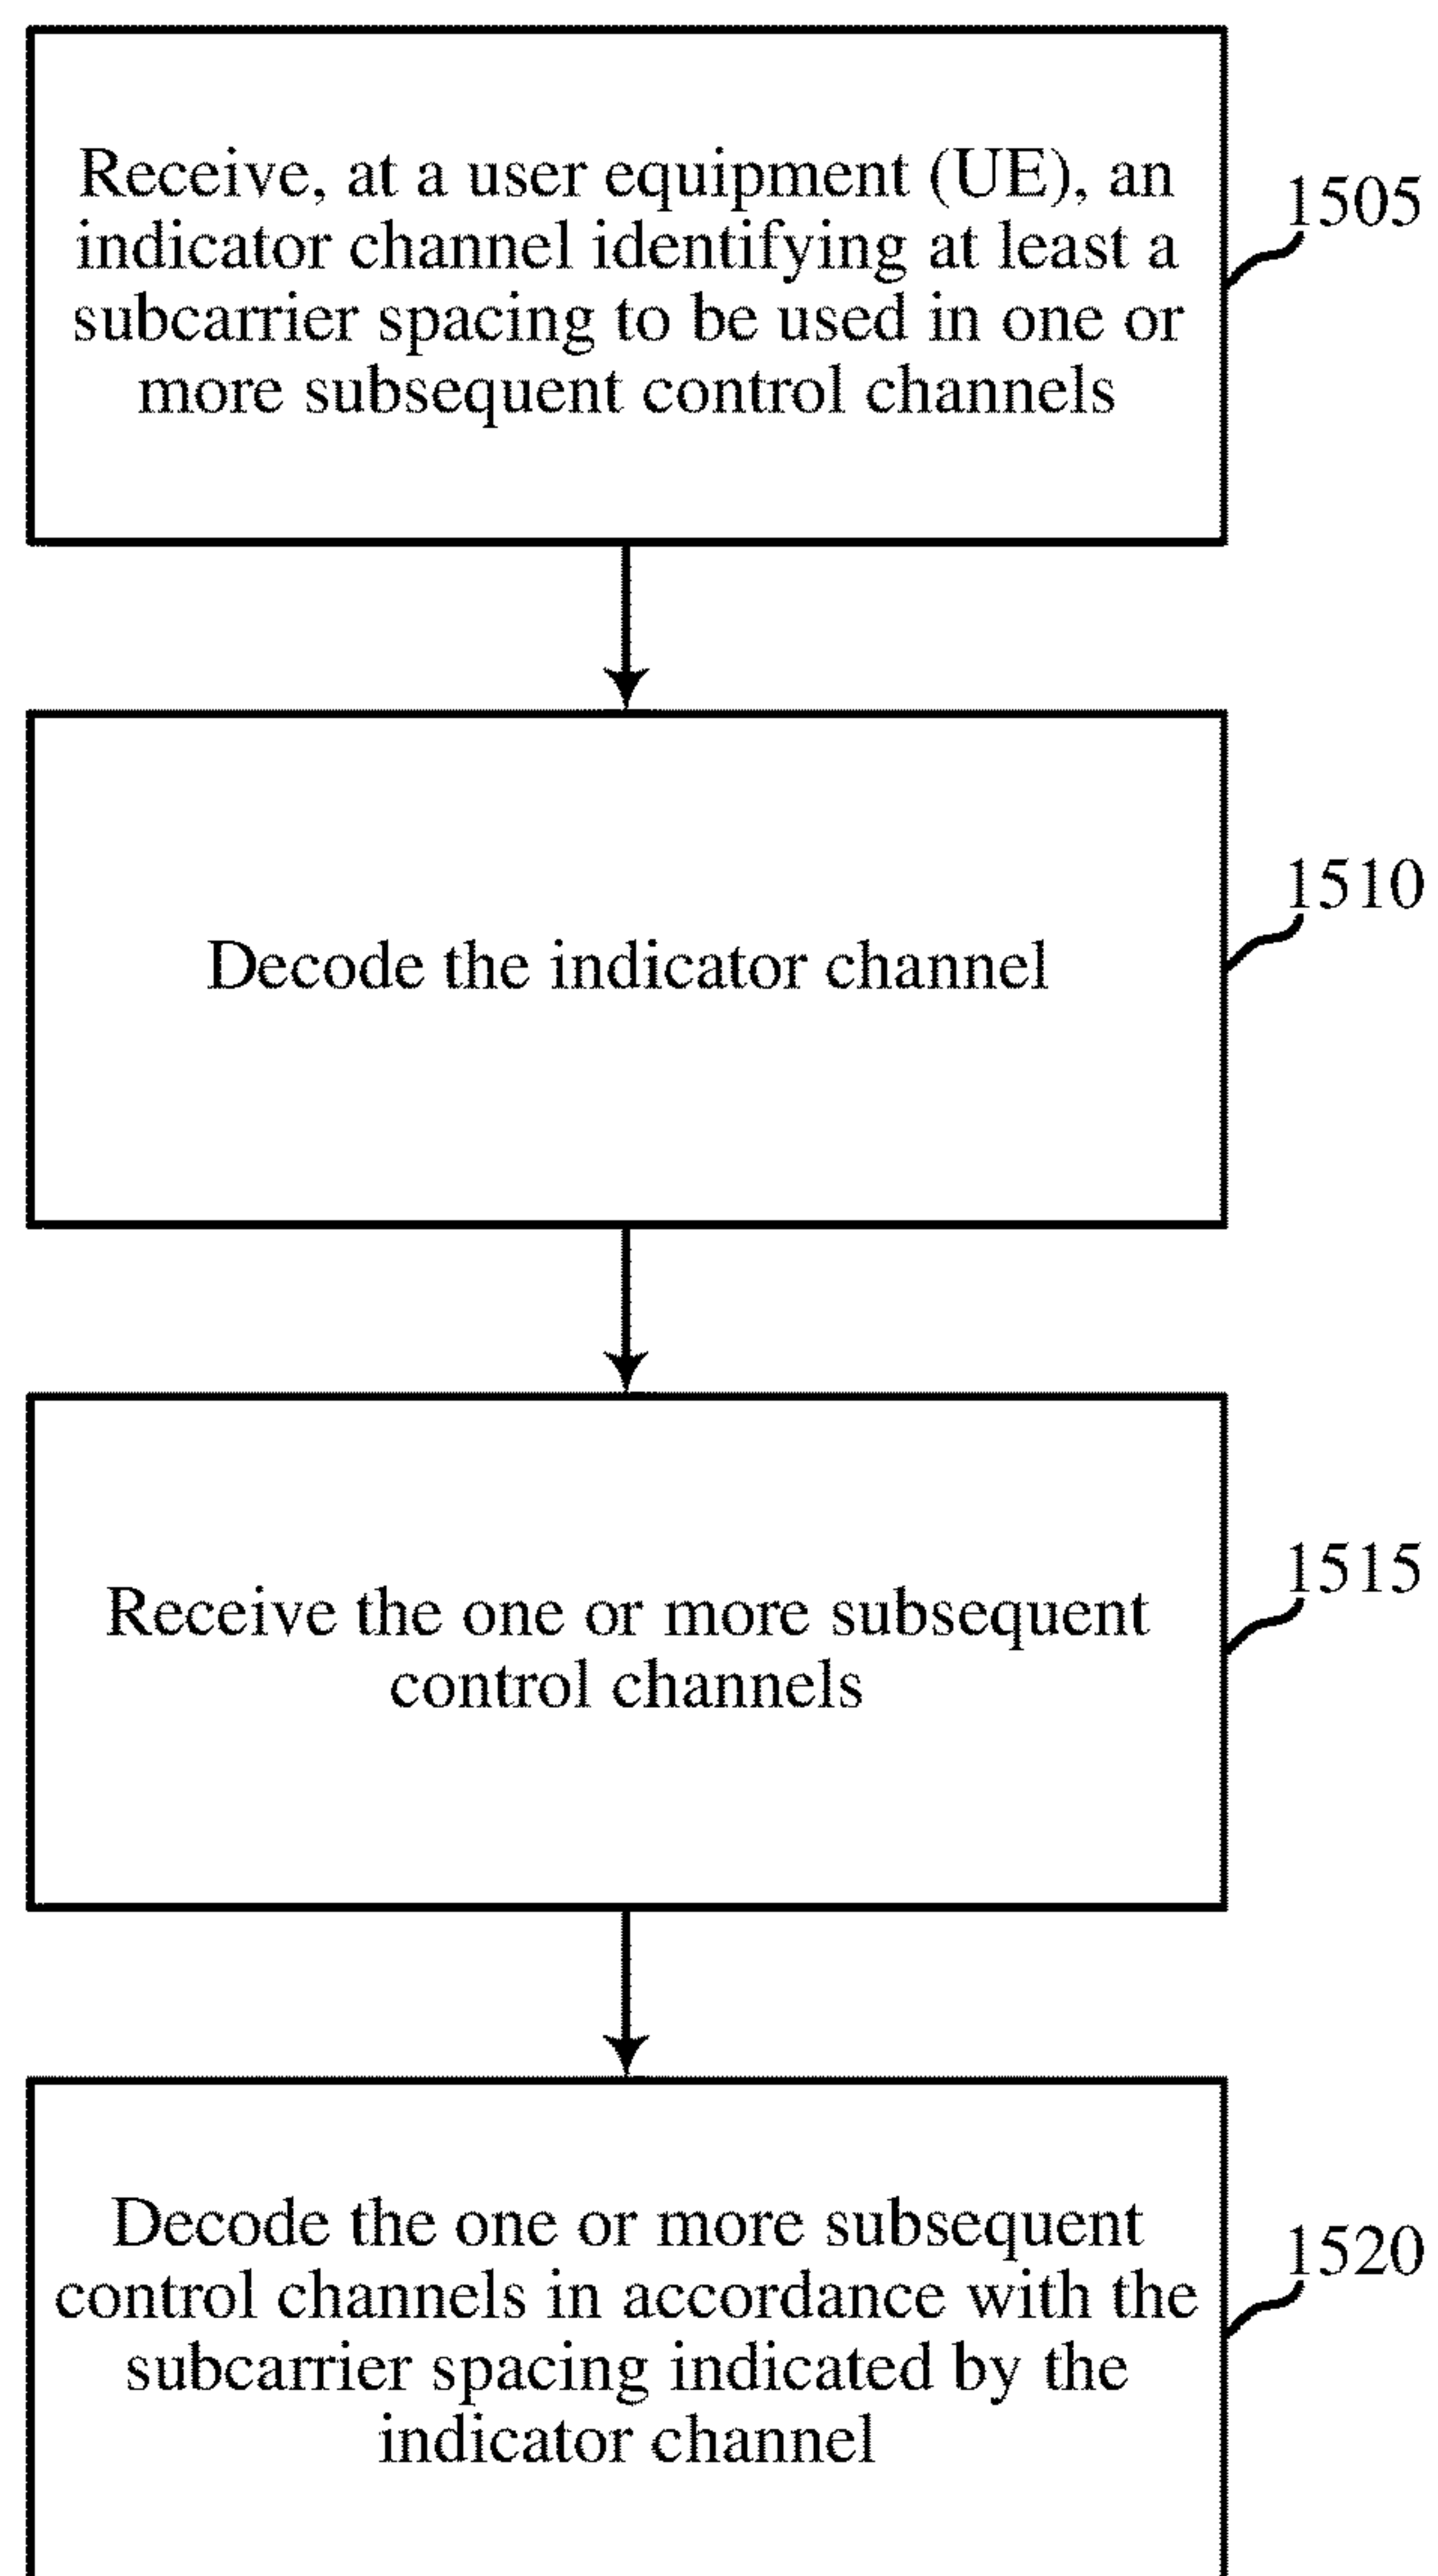 Receive, at a user equipment (UE), an
indicator channel identifying at least a
subcarrier spacing to be used in one or
more subsequent control channels
1505
Decode the indicator channel
1510
Receive the one or more subsequent
control channels
1515
Decode the one or more subsequent
control channels in accordance with the
subcarrier spacing indicated by the
indicator channel
1520